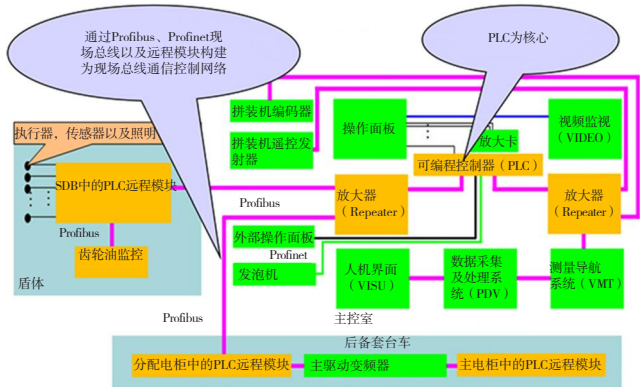 通过Profibus、Profinet现
场总线以及远程模块构建
为现场总线通信控制网络
PLC为核心
执行器，传感器以及照明
拼装机编码器
拼装机遥控发
射器
操作面板
放大卡
视频监视
（VIDEO）
可编程控制器（PLC）
SDB中的PLC远程模块
Profibus
放大器
（Repeater）
放大器
（Repeater）
Profibus
齿轮油监控
盾体
外部操作面板
Profinet
发泡机
人机界面
（VISU）
数据采集
及处理系
统（PDV）
测量导航
系统（VMT）
Profibus
主控室
后备套台车
分配电柜中的PLC远程模块
主驱动变频器
主电柜中的PLC远程模块